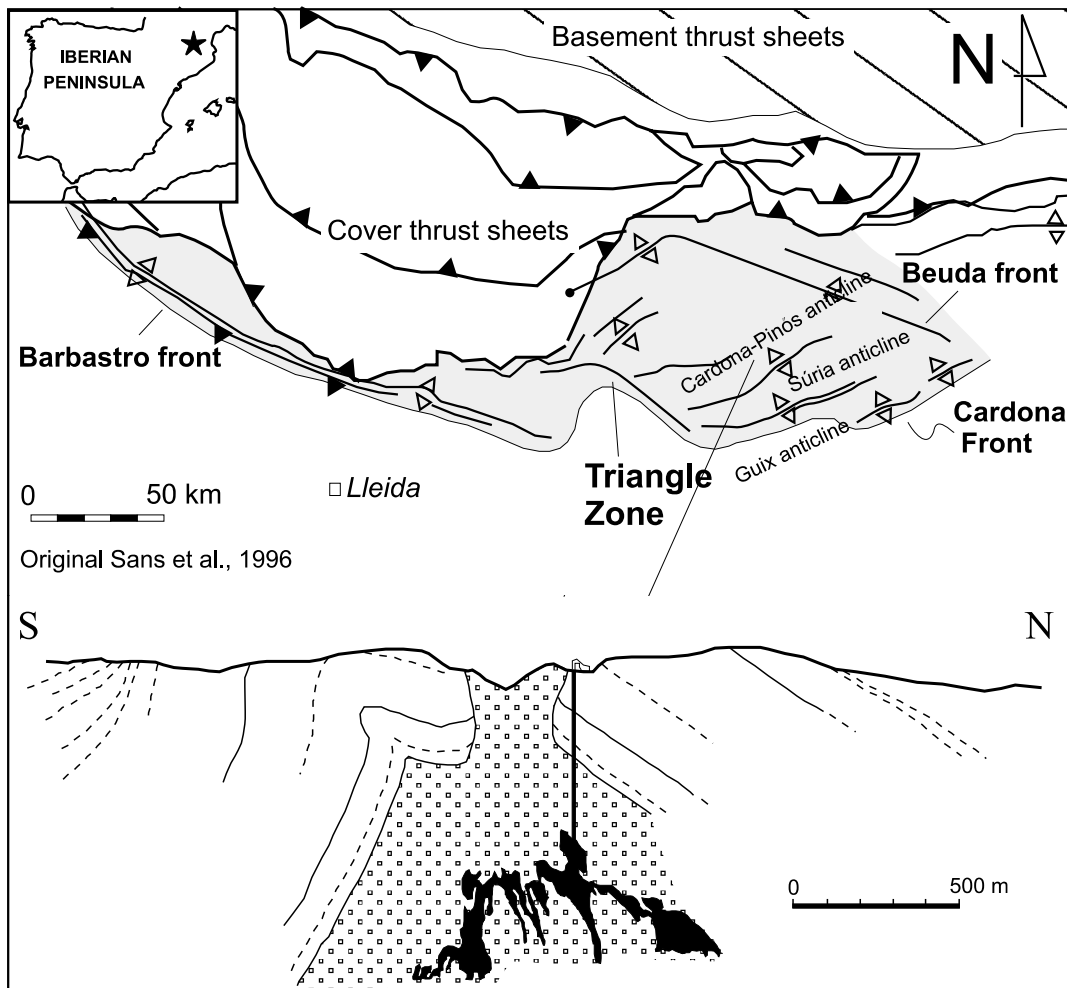 IBERIAN
PENINSULA
Basement thrust sheets
N
Cover thrust sheets
Beuda front
Barbastro front
Cardona-Pinós anticline
Súria anticline
Guix anticline
Cardona
Front
Triangle
Zone
0 50 km
Lleida
Original Sans et al., 1996
S
N
0 500 m